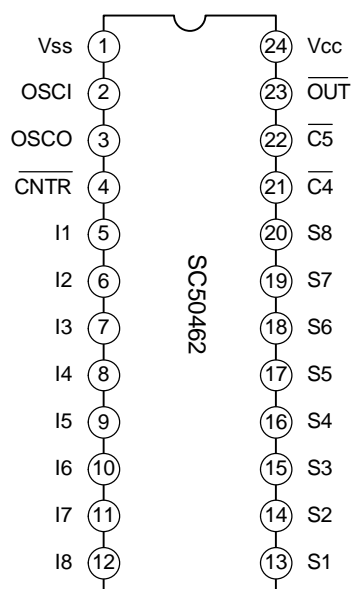 Vss 1 24 Vcc
OSCI 2 23 OUT
OSCO 3 22 C5
CNTR 4 21 C4
I1 5 20 S8
I2 6 19 S7
I3 7 18 S6
I4 8 17 S5
I5 9 16 S4
I6 10 15 S3
I7 11 14 S2
I8 12 13 S1
SC50462